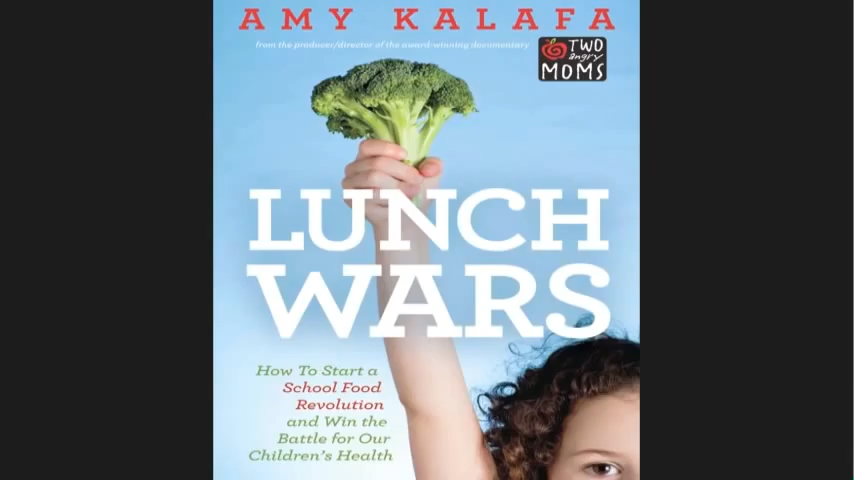 AMY KALAFA
from the producer/director of the award-winning documentary
TWO
angry
MOMS
LUNCH
WARS
How To Start a
School Food
Revolution
and Win the
Battle for Our
Children's Health